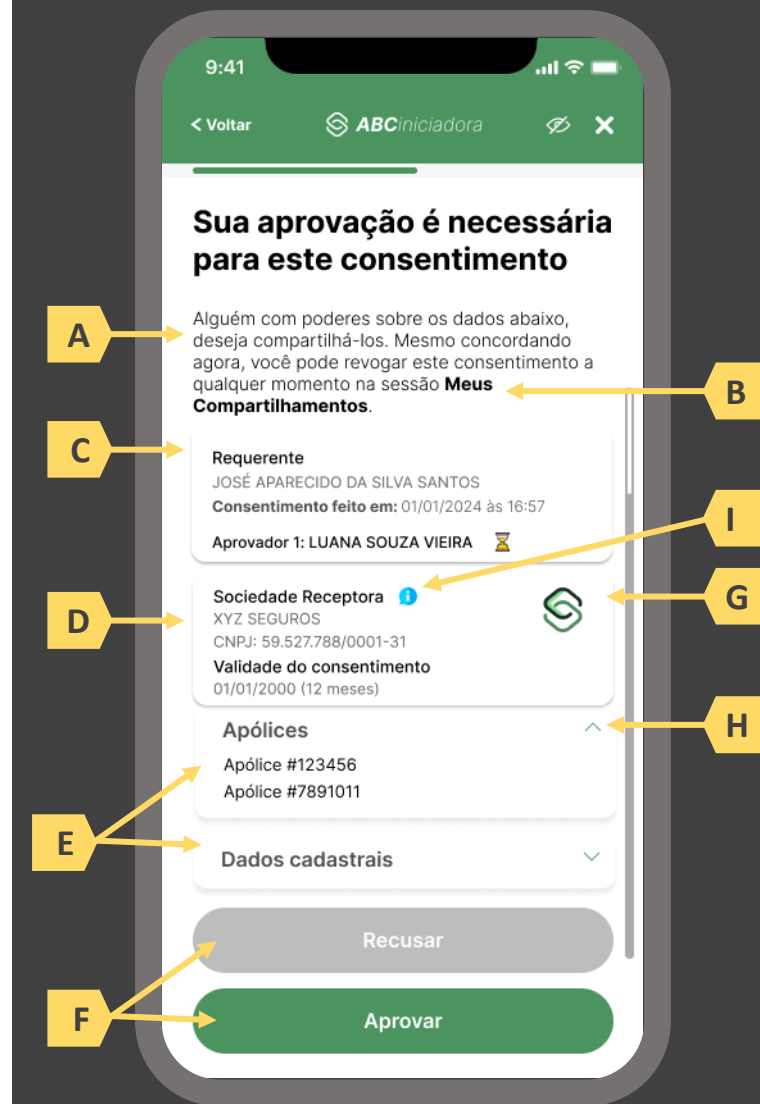 9:41
< Voltar
ABCiniciadora
Sua aprovação é necessária
para este consentimento
A
Alguém com poderes sobre os dados abaixo,
deseja compartilhá-los. Mesmo concordando
agora, você pode revogar este consentimento a
qualquer momento na sessão Meus
Compartilhamentos.
B
C
Requerente
JOSÉ APARECIDO DA SILVA SANTOS
Consentimento feito em: 01/01/2024 às 16:57
Aprovador 1: LUANA SOUZA VIEIRA
I
D
Sociedade Receptora
XYZ SEGUROS
CNPJ: 59.527.788/0001-31
Validade do consentimento
01/01/2000 (12 meses)
G
Apólices
H
Apólice #123456
Apólice #7891011
E
Dados cadastrais
Recusar
F
Aprovar